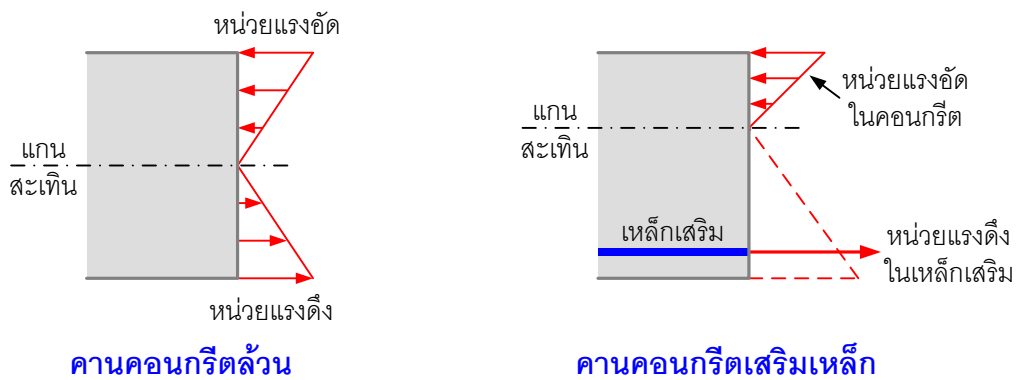 หน่วยแรงอัด
แกน
สะเทิน
หน่วยแรงดึง
คานคอนกรีตล้วน
หน่วยแรงอัด
ในคอนกรีต
แกน
สะเทิน
เหล็กเสริม
หน่วยแรงดึง
ในเหล็กเสริม
คานคอนกรีตเสริมเหล็ก